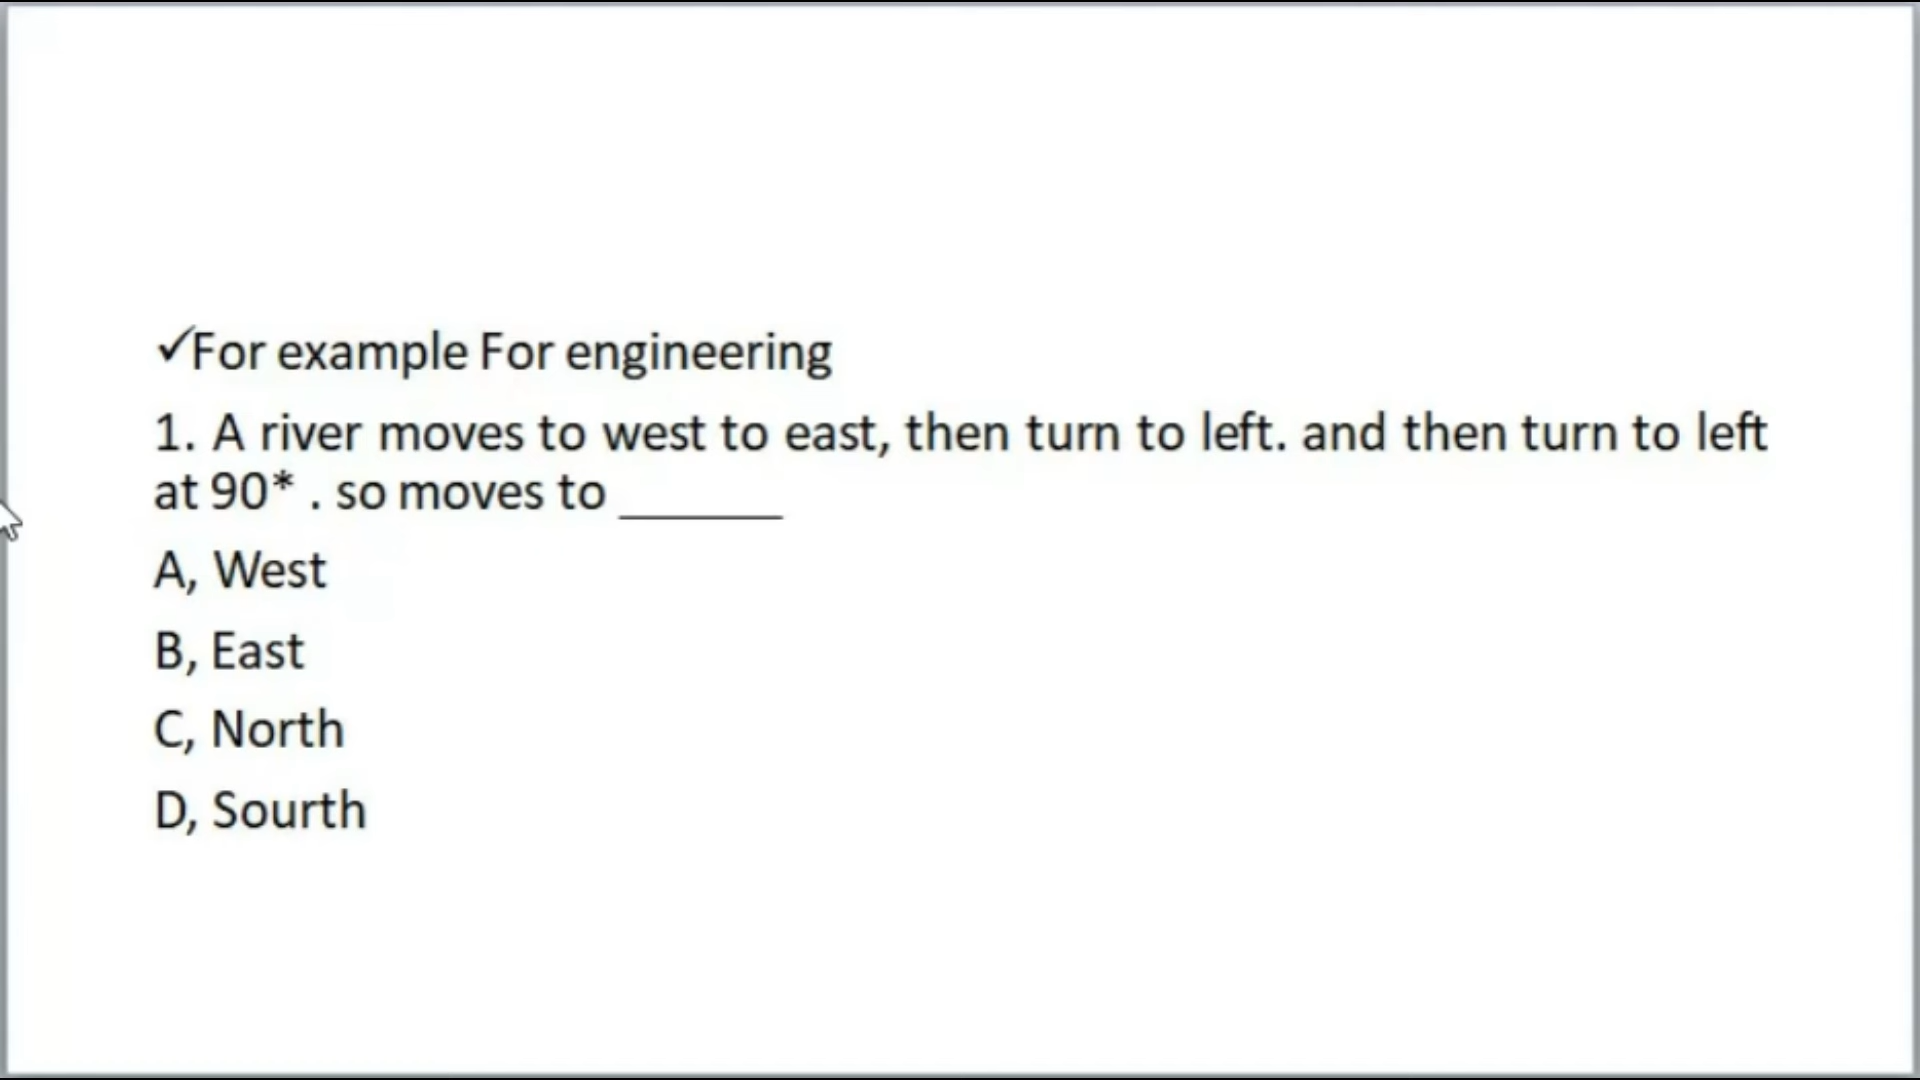 ✓For example For engineering
1. A river moves to west to east, then turn to left. and then turn to left
at 90* . so moves to ______
A, West
B, East
C, North
D, Sourth